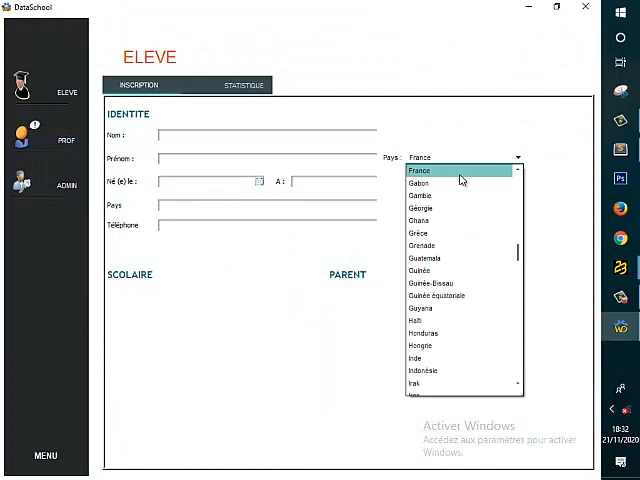 DataSchool
ELEVE
INSCRIPTION
STATISTIQUE
ELEVE
PROF
ADMIN
MENU
IDENTITE
Nom :
Prénom :
Né (e) le :
A :
Pays
Téléphone
Pays :
France
France
Gabon
Gambie
Géorgie
Ghana
Grèce
Grenade
Guatemala
Guinée
Guinée-Bissau
Guinée équatoriale
Guyana
Haïti
Honduras
Hongrie
Inde
Indonésie
Irak
SCOLAIRE
PARENT
Activer Windows
Accédez aux paramètres pour activer
Windows.
18:32
21/11/2020